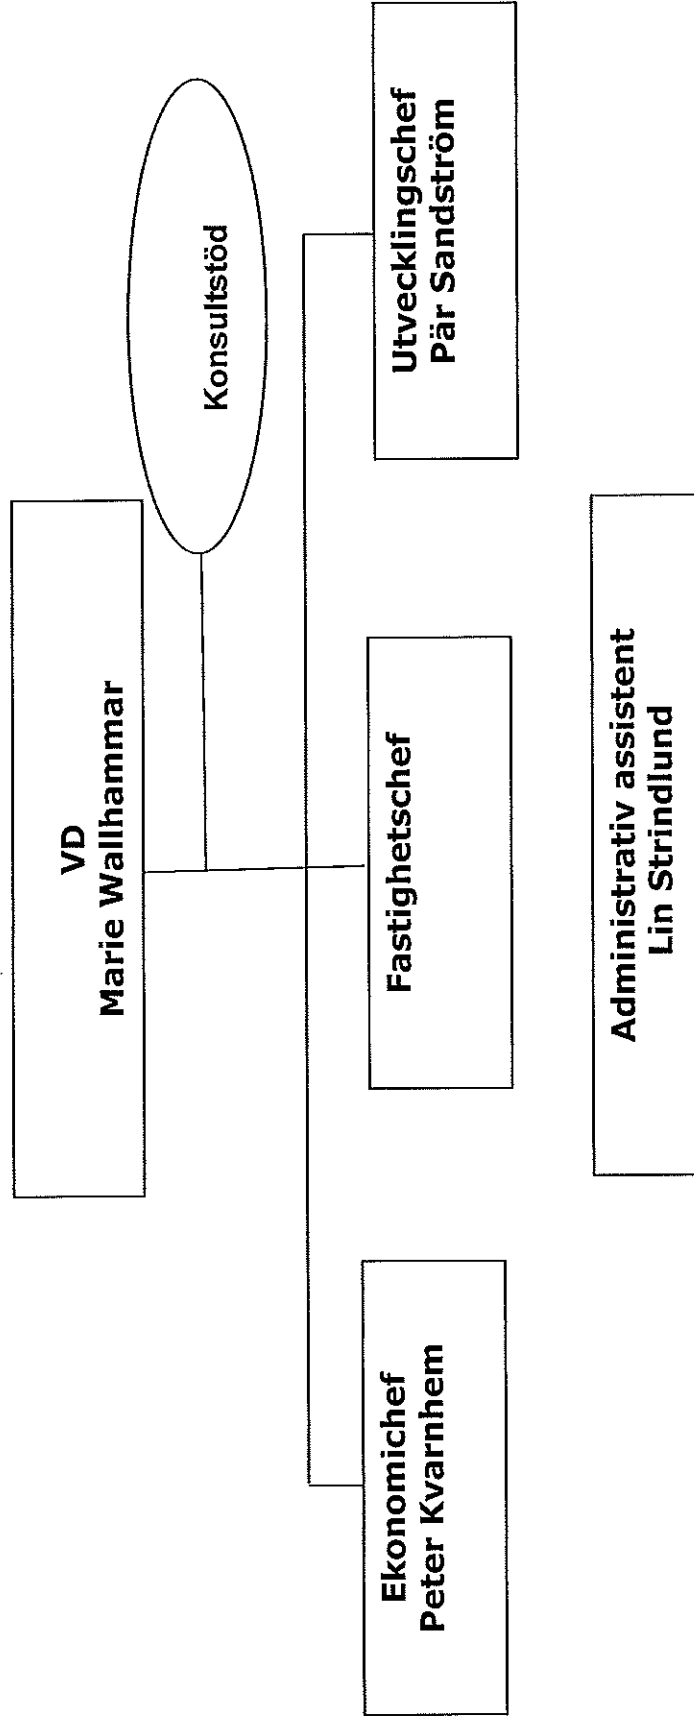 VD
Marie Wallhammar
Konsultstöd
Ekonomichef
Peter Kvarnhem
Fastighetschef
Utvecklingschef
Pär Sandström
Administrativ assistent
Lin Strindlund